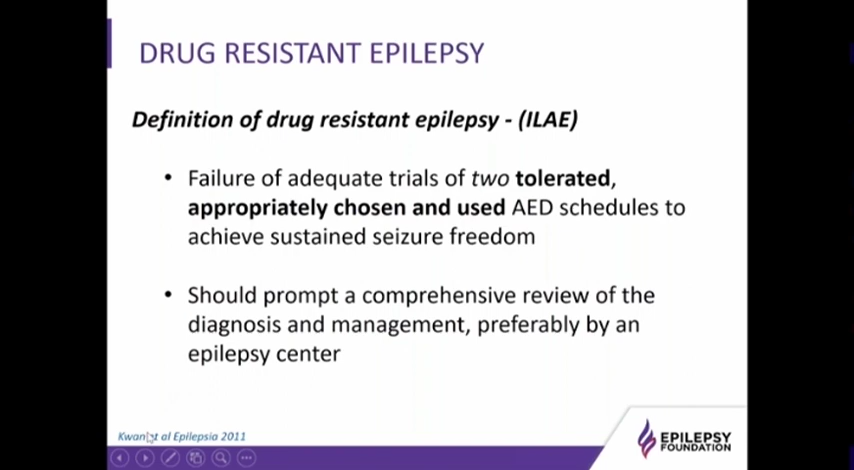 DRUG RESISTANT EPILEPSY
Definition of drug resistant epilepsy - (ILAE)
• Failure of adequate trials of two tolerated,
appropriately chosen and used AED schedules to
achieve sustained seizure freedom
• Should prompt a comprehensive review of the
diagnosis and management, preferably by an
epilepsy center
Kwan et al Epilepsia 2011
EPILEPSY
FOUNDATION